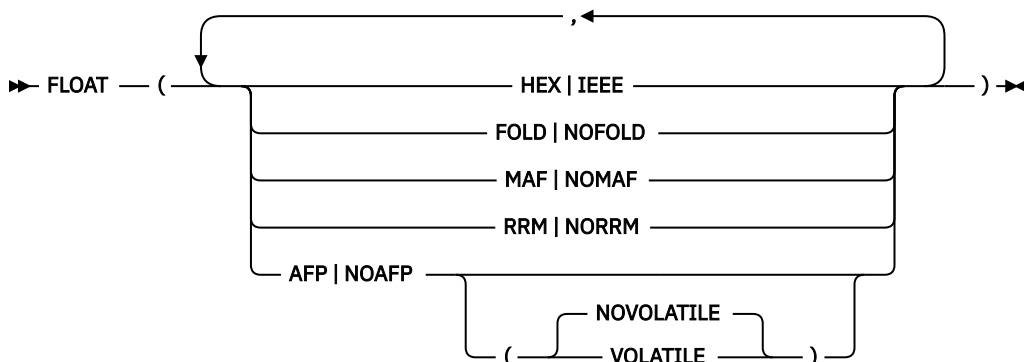 ,
FLOAT ( HEX | IEEE )
FOLD | NOFOLD
MAF | NOMAF
RRM | NORRM
AFP | NOAFP
NOVOLATILE
( VOLATILE )